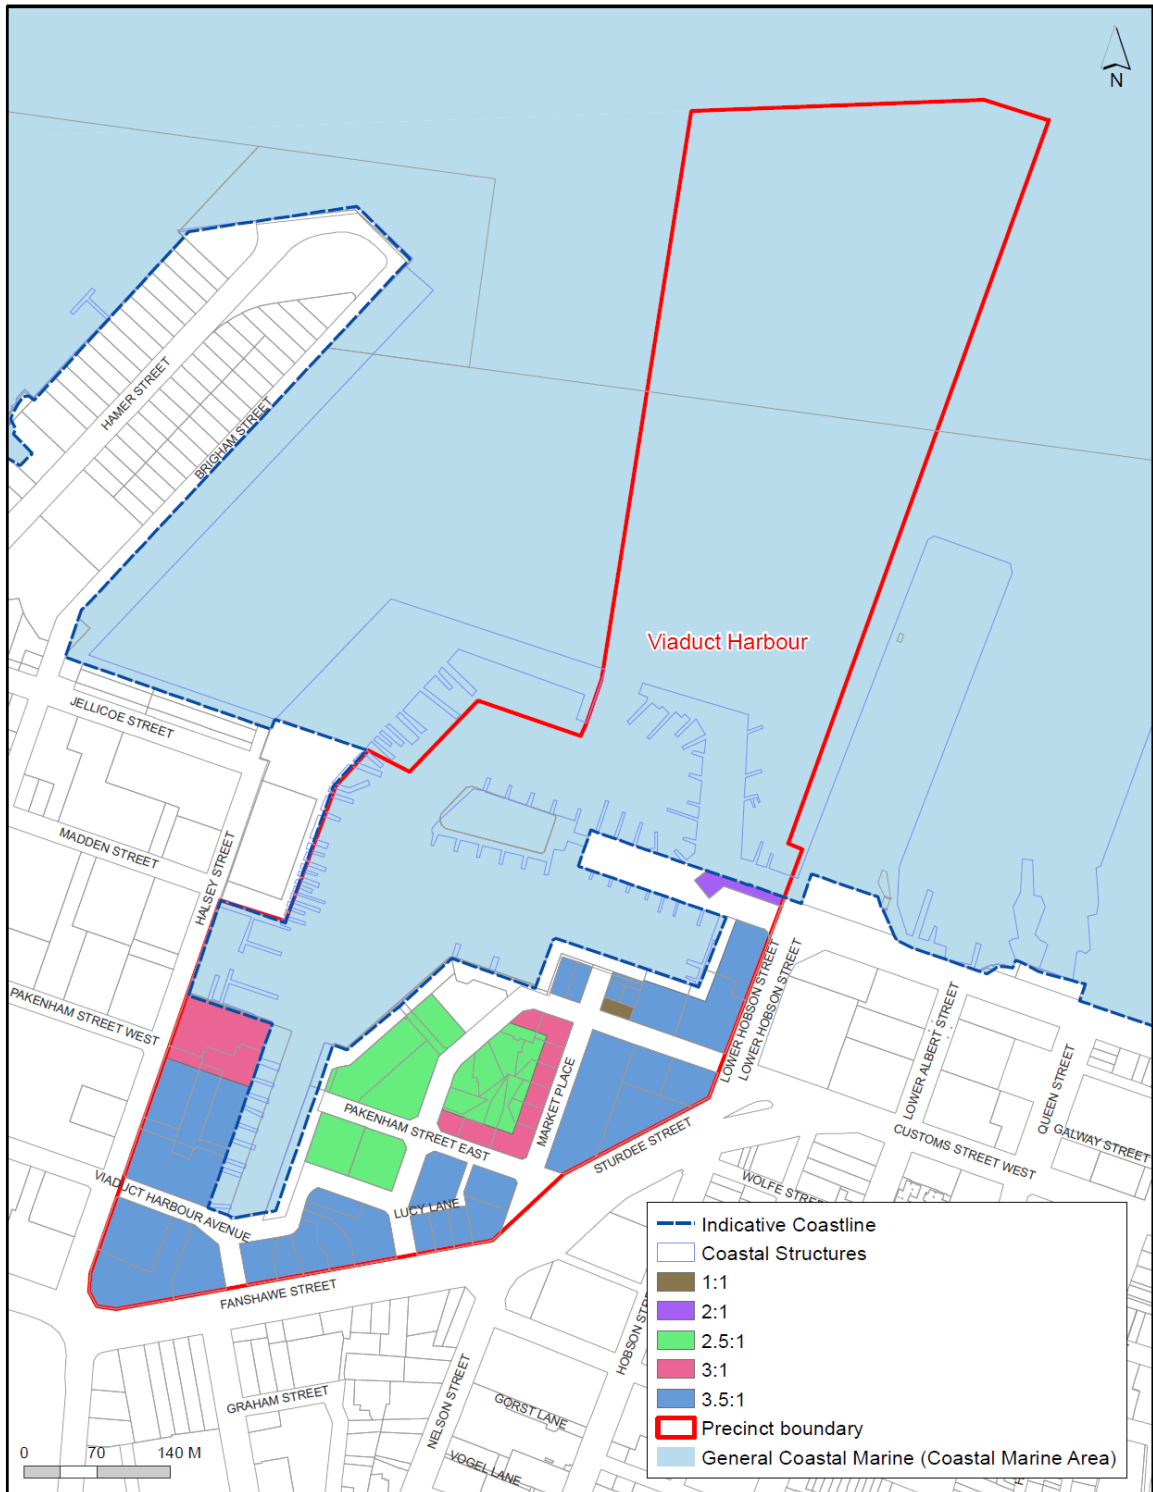 N
HAMER STREET
BRIGHAM STREET
Viaduct Harbour
JELLICOE STREET
MADDEN STREET
HALSEY STREET
PAKENHAM STREET WEST
LOWER HOBSON STREET
LOWER HOBSON STREET
LOWER ALBERT STREET
QUEEN STREET
MARKET PLACE
PAKENHAM STREET EAST
STURDEE STREET
CUSTOMS STREET WEST
GALWAY STREET
WOLFE STRE
VIADUCT HARBOUR AVENUE
LUCY LANE
FANSHAWE STREET
HOBSON STR
NELSON STREET
GRAHAM STREET
GORST LANE
VOGEL LANE
Indicative Coastline
Coastal Structures
1:1
2:1
2.5:1
3:1
3.5:1
Precinct boundary
General Coastal Marine (Coastal Marine Area)
0 70 140 M